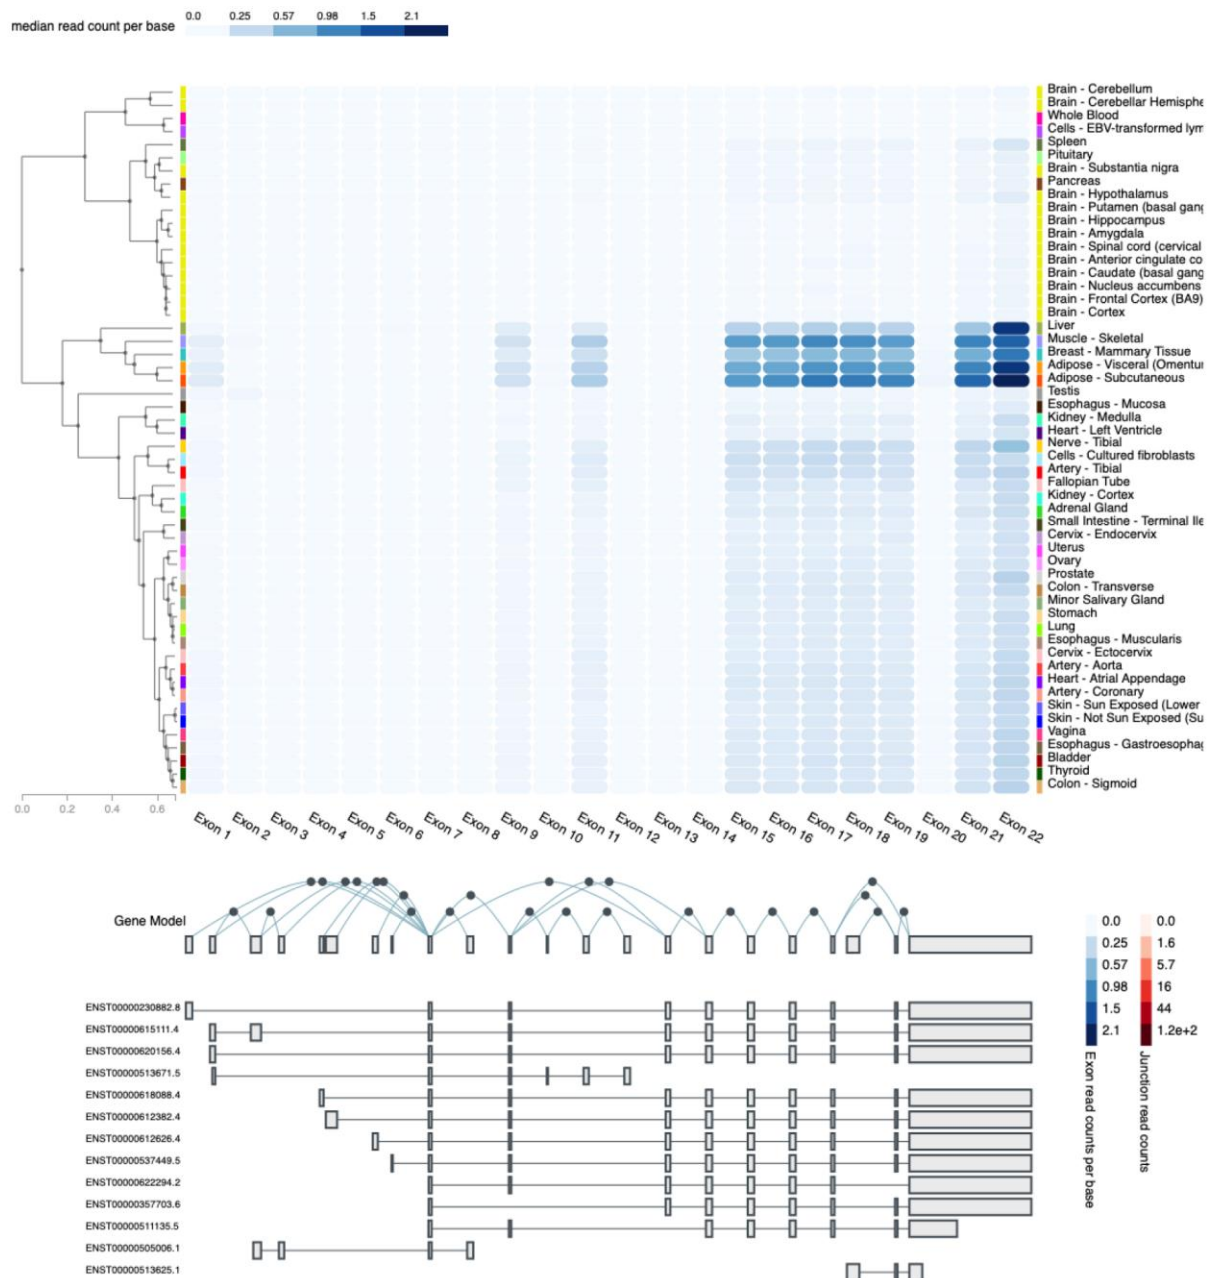 0.0 0.25 0.57 0.98 1.5 2.1
median read count per base
Brain - Cerebellum
Brain - Cerebellar Hemisphe
Whole Blood
Cells - EBV-transformed lym
Spleen
Pituitary
Brain - Substantia nigra
Pancreas
Brain - Hypothalamus
Brain - Putamen (basal gang
Brain - Hippocampus
Brain - Amygdala
Brain - Spinal cord (cervical
Brain - Anterior cingulate co
Brain - Caudate (basal gang
Brain - Nucleus accumbens
Brain - Frontal Cortex (BA9)
Brain - Cortex
Liver
Muscle - Skeletal
Breast - Mammary Tissue
Adipose - Visceral (Omentur
Adipose - Subcutaneous
Testis
Esophagus - Mucosa
Kidney - Medulla
Heart - Left Ventricle
Nerve - Tibial
Cells - Cultured fibroblasts
Artery - Tibial
Fallopian Tube
Kidney - Cortex
Adrenal Gland
Small Intestine - Terminal Ile
Cervix - Endocervix
Uterus
Ovary
Prostate
Colon - Transverse
Minor Salivary Gland
Stomach
Lung
Esophagus - Muscularis
Cervix - Ectocervix
Artery - Aorta
Heart - Atrial Appendage
Artery - Coronary
Skin - Sun Exposed (Lower
Skin - Not Sun Exposed (Su
Vagina
Esophagus - Gastroesophag
Bladder
Thyroid
Colon - Sigmoid
0.0 0.2 0.4 0.6
Exon 1 Exon 2 Exon 3 Exon 4 Exon 5 Exon 6 Exon 7 Exon 8 Exon 9 Exon 10 Exon 11 Exon 12 Exon 13 Exon 14 Exon 15 Exon 16 Exon 17 Exon 18 Exon 19 Exon 20 Exon 21 Exon 22
Gene Model
0.0 0.0
0.25 1.6
0.57 5.7
0.98 16
1.5 44
2.1 1.2e+2
Exon read counts per base
Junction read counts
ENST00000230882.8
ENST00000615111.4
ENST00000620156.4
ENST00000513671.5
ENST00000618088.4
ENST00000612382.4
ENST00000612626.4
ENST00000537449.5
ENST00000622294.2
ENST00000357703.6
ENST00000511135.5
ENST00000505006.1
ENST00000513625.1